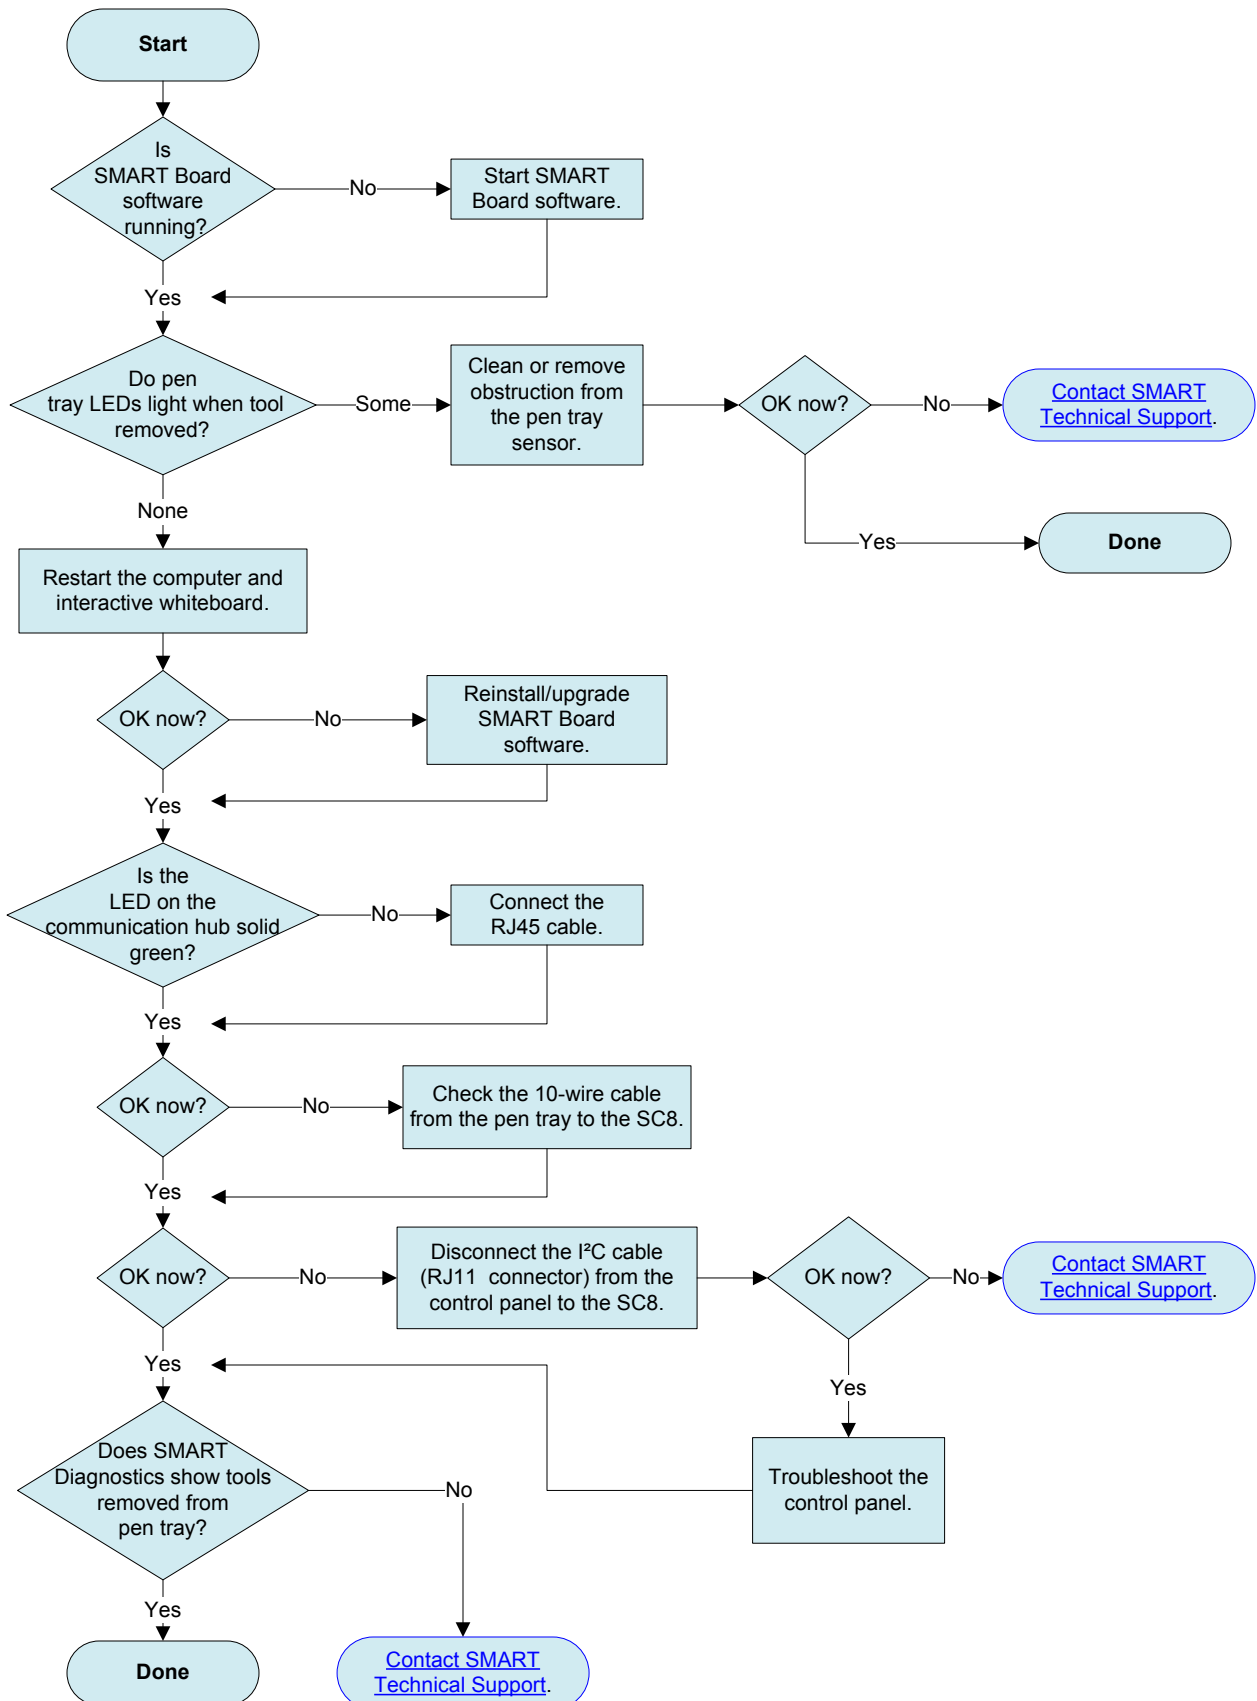 Start
Is
SMART Board
software
running?
No
Start SMART
Board software.
Yes
Do pen
tray LEDs light when tool
removed?
Some
Clean or remove
obstruction from
the pen tray
sensor.
OK now?
No
Contact SMART
Technical Support.
Yes
Done
None
Restart the computer and
interactive whiteboard.
OK now?
No
Reinstall/upgrade
SMART Board
software.
Yes
Is the
LED on the
communication hub solid
green?
No
Connect the
RJ45 cable.
Yes
OK now?
No
Check the 10-wire cable
from the pen tray to the SC8.
Yes
OK now?
No
Disconnect the I²C cable
(RJ11 connector) from the
control panel to the SC8.
OK now?
No
Contact SMART
Technical Support.
Yes
Yes
Troubleshoot the
control panel.
Does SMART
Diagnostics show tools
removed from
pen tray?
No
Yes
Done
Contact SMART
Technical Support.